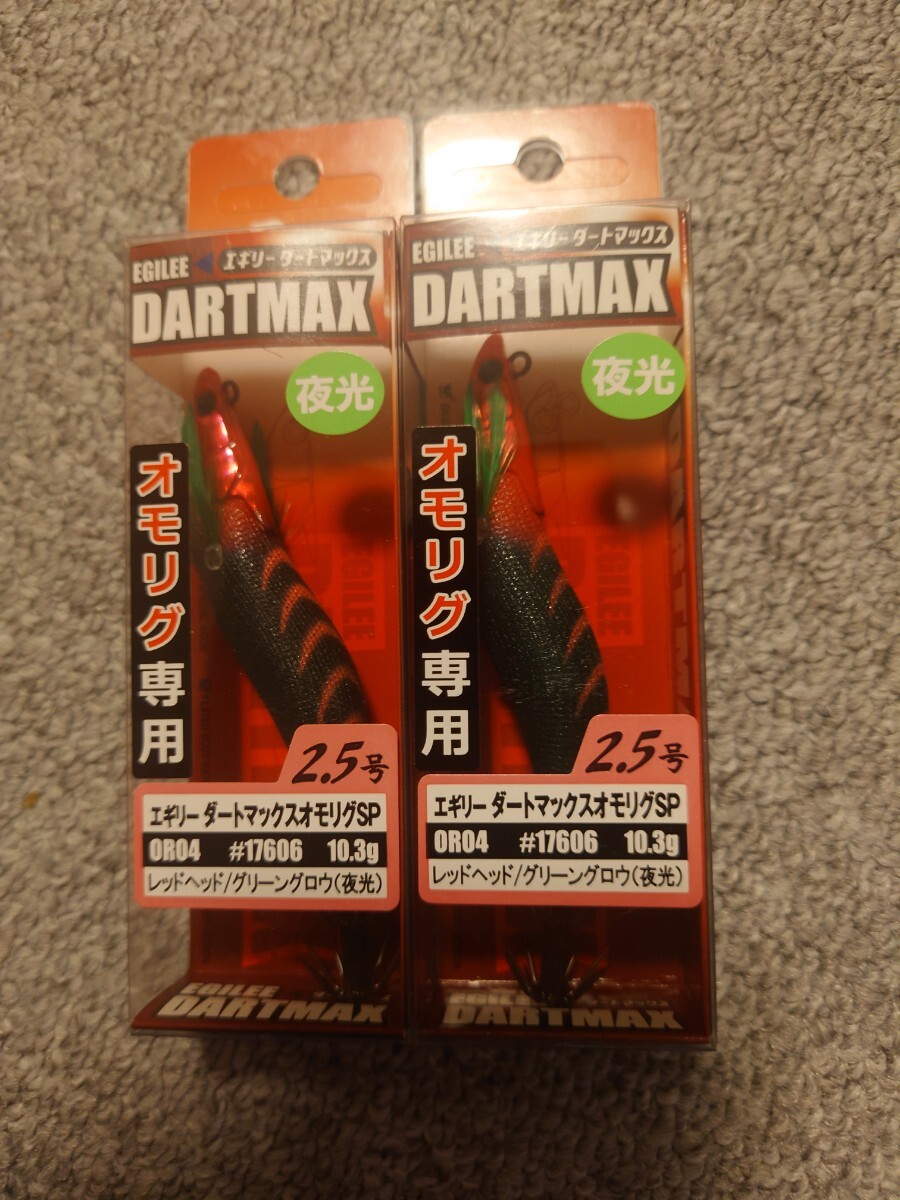 EGILEE エギリー ダートマックス
DARTMAX
夜光
オモリグ専用
2.5号
エギリー ダートマックスオモリグSP
OR04 #17606 10.3g
レッドヘッド/グリーングロウ(夜光)
EGILEE
DARTMAX
EGILEE エギリー ダートマックス
DARTMAX
夜光
オモリグ専用
EGILEE
2.5号
エギリー ダートマックスオモリグSP
OR04 #17606 10.3g
レッドヘッド/グリーングロウ(夜光)
EGILEE
DARTMAX